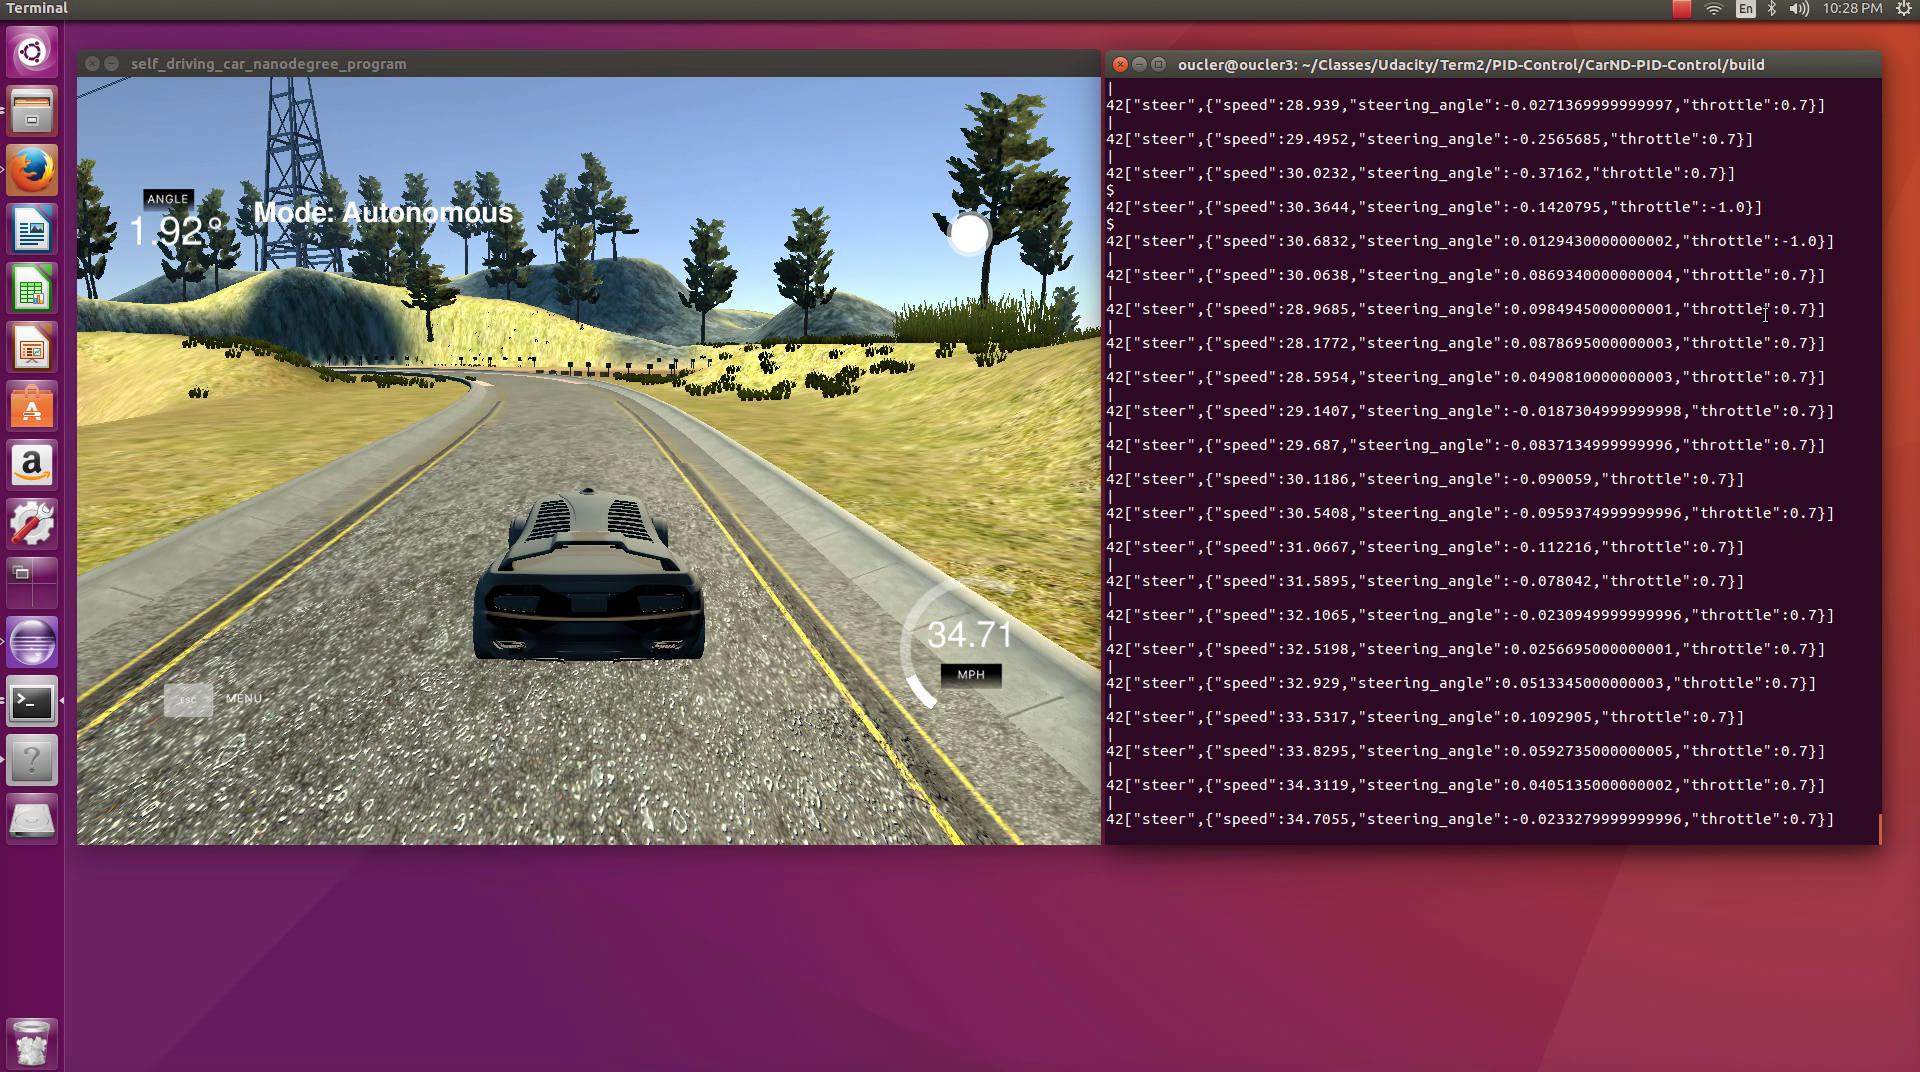 Terminal
En
10:28 PM
self_driving_car_nanodegree_program
ANGLE
1.92°
Mode: Autonomous
34.71
MPH
ESC
MENU
oucler@oucler3: ~/Classes/Udacity/Term2/PID-Control/CarND-PID-Control/build
|
42["steer",{"speed":28.939,"steering_angle":-0.0271369999999997,"throttle":0.7}]
|
42["steer",{"speed":29.4952,"steering_angle":-0.2565685,"throttle":0.7}]
|
42["steer",{"speed":30.0232,"steering_angle":-0.37162,"throttle":0.7}]
$
42["steer",{"speed":30.3644,"steering_angle":-0.1420795,"throttle":-1.0}]
$
42["steer",{"speed":30.6832,"steering_angle":0.0129430000000002,"throttle":-1.0}]
|
42["steer",{"speed":30.0638,"steering_angle":0.0869340000000004,"throttle":0.7}]
|
42["steer",{"speed":28.9685,"steering_angle":0.0984945000000001,"throttle":0.7}]
|
42["steer",{"speed":28.1772,"steering_angle":0.0878695000000003,"throttle":0.7}]
|
42["steer",{"speed":28.5954,"steering_angle":0.0490810000000003,"throttle":0.7}]
|
42["steer",{"speed":29.1407,"steering_angle":-0.0187304999999998,"throttle":0.7}]
|
42["steer",{"speed":29.687,"steering_angle":-0.0837134999999996,"throttle":0.7}]
|
42["steer",{"speed":30.1186,"steering_angle":-0.090059,"throttle":0.7}]
|
42["steer",{"speed":30.5408,"steering_angle":-0.0959374999999996,"throttle":0.7}]
|
42["steer",{"speed":31.0667,"steering_angle":-0.112216,"throttle":0.7}]
|
42["steer",{"speed":31.5895,"steering_angle":-0.078042,"throttle":0.7}]
|
42["steer",{"speed":32.1065,"steering_angle":-0.0230949999999996,"throttle":0.7}]
|
42["steer",{"speed":32.5198,"steering_angle":0.0256695000000001,"throttle":0.7}]
|
42["steer",{"speed":32.929,"steering_angle":0.0513345000000003,"throttle":0.7}]
|
42["steer",{"speed":33.5317,"steering_angle":0.1092905,"throttle":0.7}]
|
42["steer",{"speed":33.8295,"steering_angle":0.0592735000000005,"throttle":0.7}]
|
42["steer",{"speed":34.3119,"steering_angle":0.0405135000000002,"throttle":0.7}]
|
42["steer",{"speed":34.7055,"steering_angle":-0.0233279999999996,"throttle":0.7}]